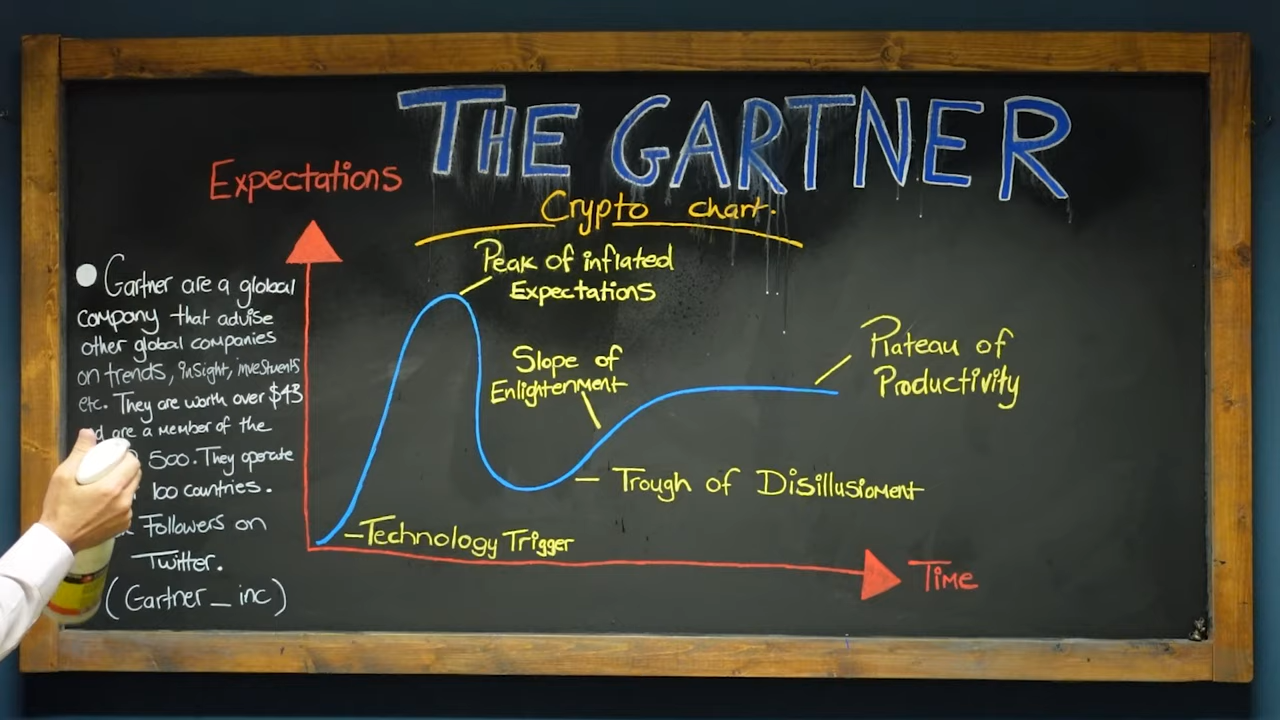 THE GARTNER
Crypto chart.
Expectations
Peak of inflated
Expectations
Slope of
Enlightenment
Plateau of
Productivity
Trough of Disillusioment
Technology Trigger
Time
Gartner are a global
company that advise
other global companies
on trends, insight, investments
etc. They are worth over $43
are a member of the
500. They operate
100 countries.
Followers on
Twitter.
(Gartner_inc)